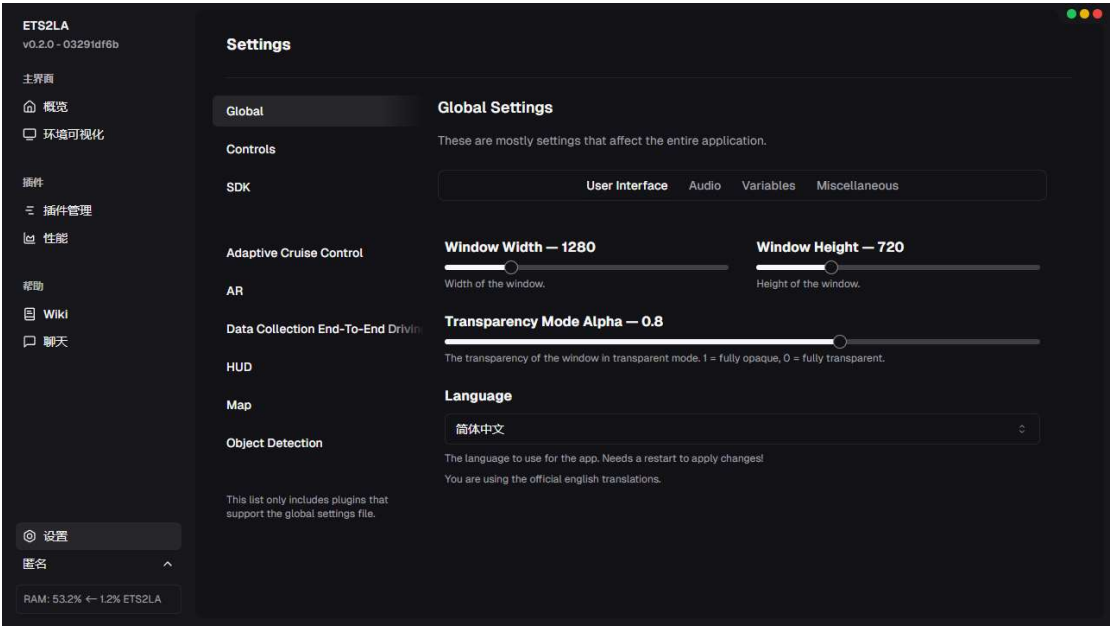 ETS2LA
v0.2.0 - 03291df6b
主界面
概览
环境可视化
插件
插件管理
性能
帮助
Wiki
聊天
设置
匿名
RAM: 53.2% ← 1.2% ETS2LA
Settings
Global
Controls
SDK
Adaptive Cruise Control
AR
Data Collection End-To-End Driving
HUD
Map
Object Detection
This list only includes plugins that
support the global settings file.
Global Settings
These are mostly settings that affect the entire application.
User Interface Audio Variables Miscellaneous
Window Width — 1280
Width of the window.
Window Height — 720
Height of the window.
Transparency Mode Alpha — 0.8
The transparency of the window in transparent mode. 1 = fully opaque, 0 = fully transparent.
Language
简体中文
The language to use for the app. Needs a restart to apply changes!
You are using the official english translations.